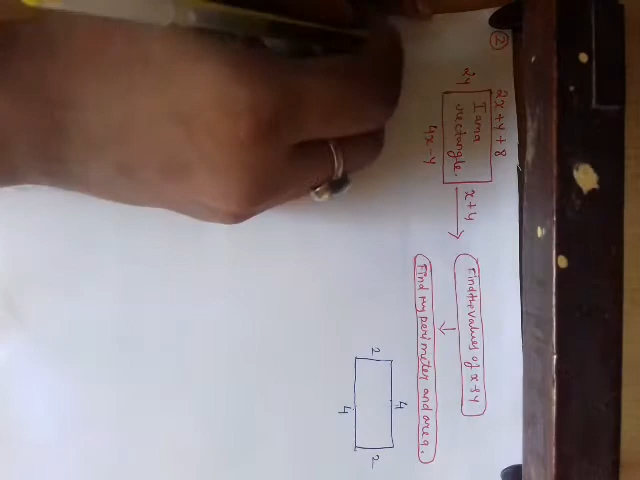 ②
2x+y+8
2y
I am a
rectangle.
x+4
4x-y
Find the values of x & y
Find my perimeter and area.
4
2
2
4